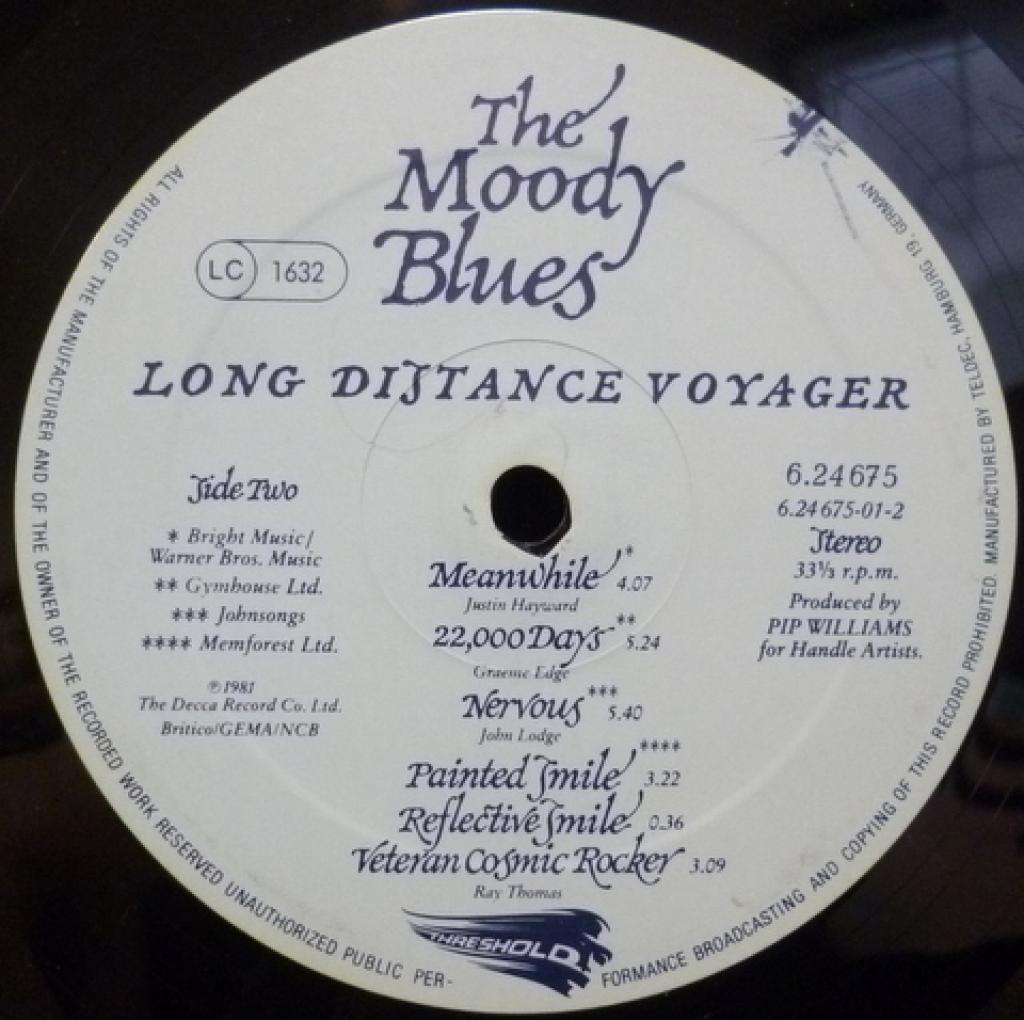 The
Moody
Blues
LC 1632
LONG DISTANCE VOYAGER
Side Two
* Bright Music/
Warner Bros. Music
** Gymhouse Ltd.
*** Johnsongs
**** Memforest Ltd.
℗ 1981
The Decca Record Co. Ltd.
Britico/GEMA/NCB
Meanwhile * 4.07
Justin Hayward
22,000 Days ** 5.24
Graeme Edge
Nervous *** 5.40
John Lodge
Painted Smile **** 3.22
Reflective Smile 0.36
Veteran Cosmic Rocker 3.09
Ray Thomas
6.24675
6.24675-01-2
Stereo
33⅓ r.p.m.
Produced by
PIP WILLIAMS
for Handle Artists.
THRESHOLD
ALL RIGHTS OF THE MANUFACTURER AND OF THE OWNER OF THE RECORDED WORK RESERVED UNAUTHORIZED PUBLIC PER-
FORMANCE BROADCASTING AND COPYING OF THIS RECORD PROHIBITED. MANUFACTURED BY TELDEC, HAMBURG 19, GERMANY